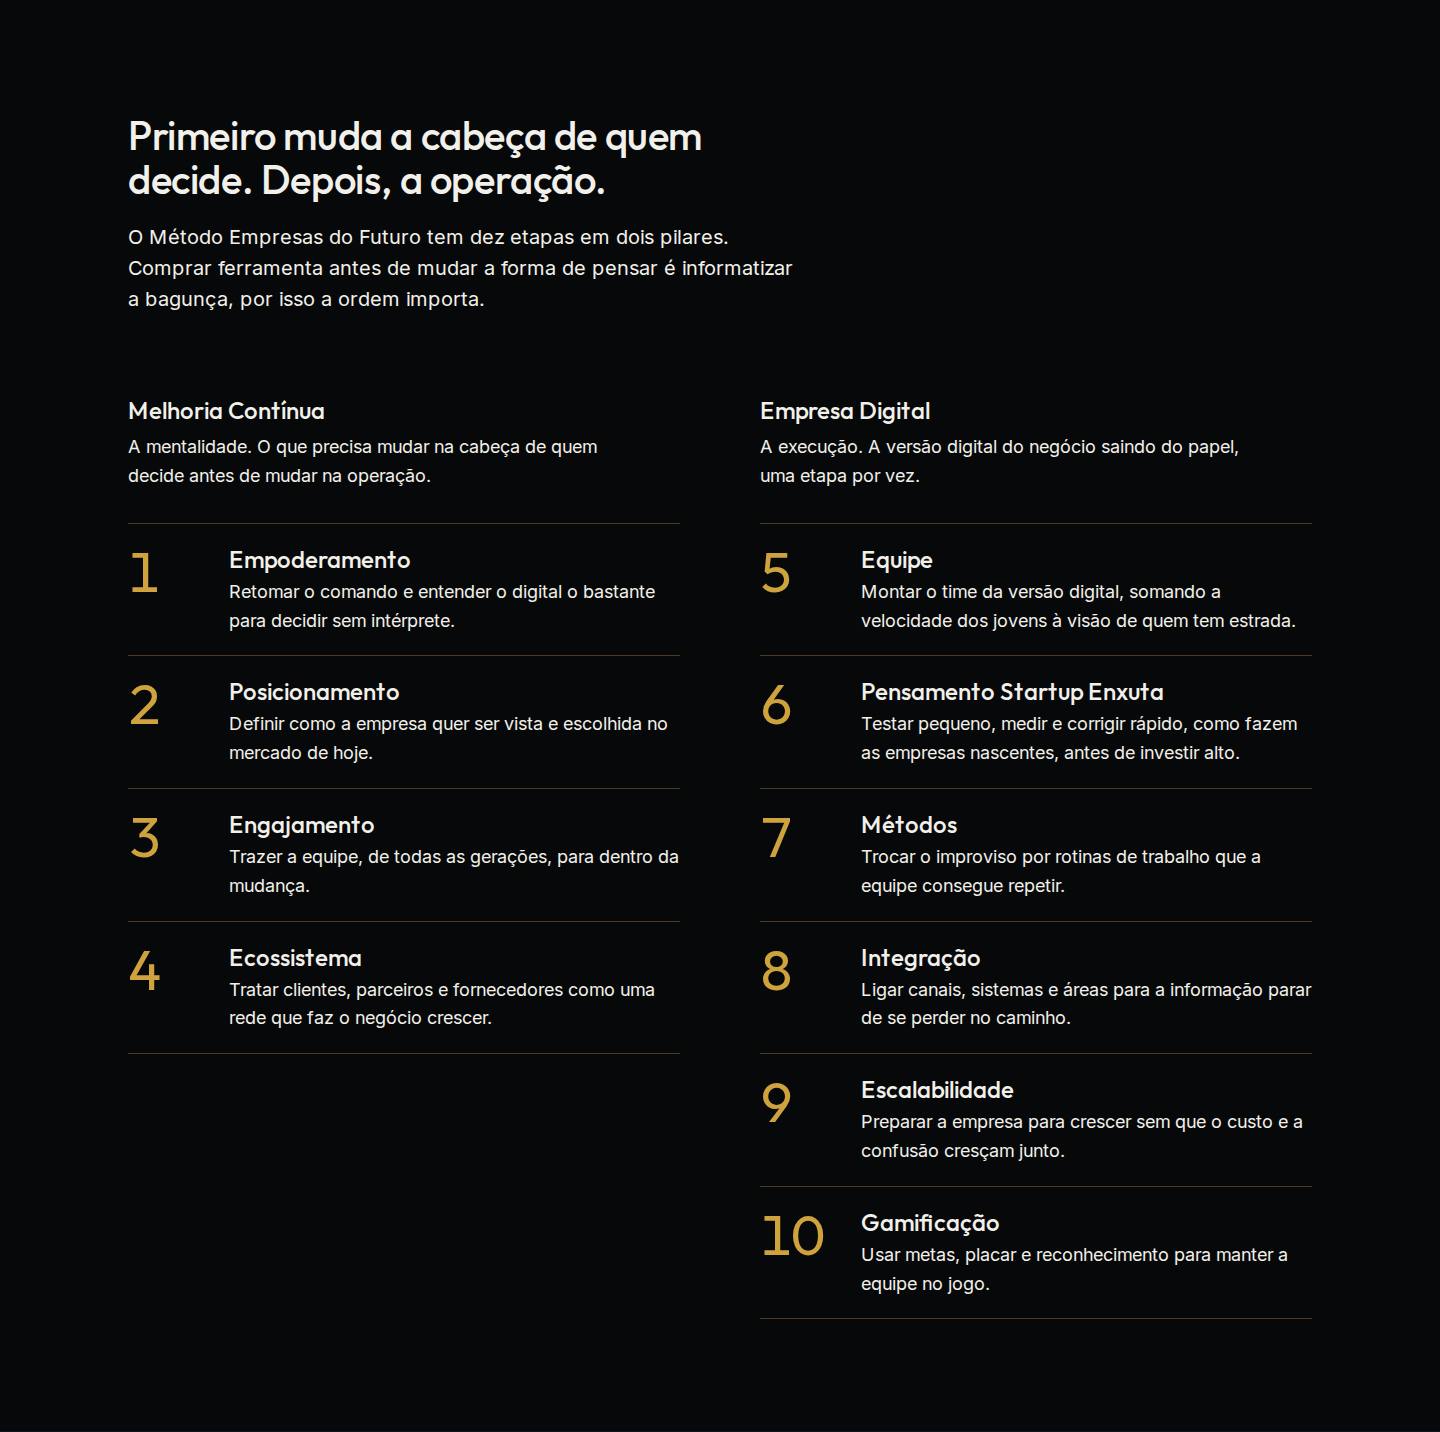 Primeiro muda a cabeça de quem
decide. Depois, a operação.
O Método Empresas do Futuro tem dez etapas em dois pilares.
Comprar ferramenta antes de mudar a forma de pensar é informatizar
a bagunça, por isso a ordem importa.
Melhoria Contínua
A mentalidade. O que precisa mudar na cabeça de quem
decide antes de mudar na operação.
1
Empoderamento
Retomar o comando e entender o digital o bastante
para decidir sem intérprete.
2
Posicionamento
Definir como a empresa quer ser vista e escolhida no
mercado de hoje.
3
Engajamento
Trazer a equipe, de todas as gerações, para dentro da
mudança.
4
Ecossistema
Tratar clientes, parceiros e fornecedores como uma
rede que faz o negócio crescer.
Empresa Digital
A execução. A versão digital do negócio saindo do papel,
uma etapa por vez.
5
Equipe
Montar o time da versão digital, somando a
velocidade dos jovens à visão de quem tem estrada.
6
Pensamento Startup Enxuta
Testar pequeno, medir e corrigir rápido, como fazem
as empresas nascentes, antes de investir alto.
7
Métodos
Trocar o improviso por rotinas de trabalho que a
equipe consegue repetir.
8
Integração
Ligar canais, sistemas e áreas para a informação parar
de se perder no caminho.
9
Escalabilidade
Preparar a empresa para crescer sem que o custo e a
confusão cresçam junto.
10
Gamificação
Usar metas, placar e reconhecimento para manter a
equipe no jogo.